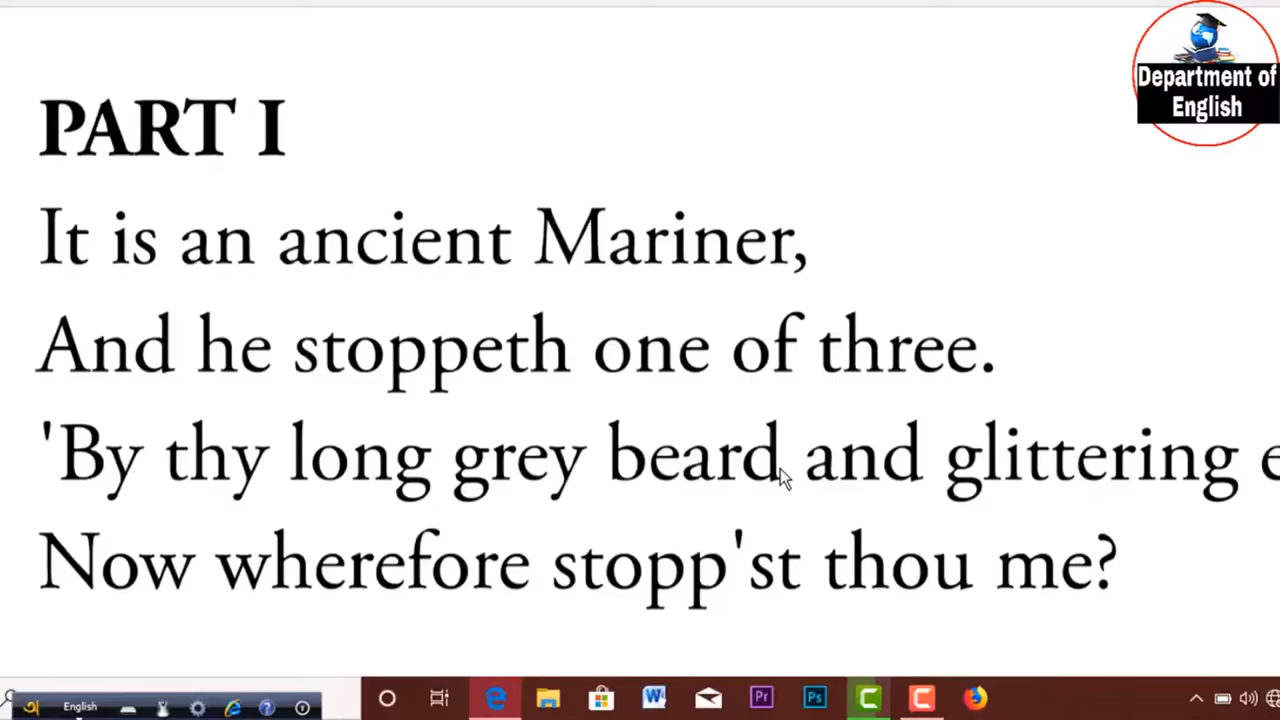 Department of
English
PART I
It is an ancient Mariner,
And he stoppeth one of three.
'By thy long grey beard and glittering e
Now wherefore stopp'st thou me?
English